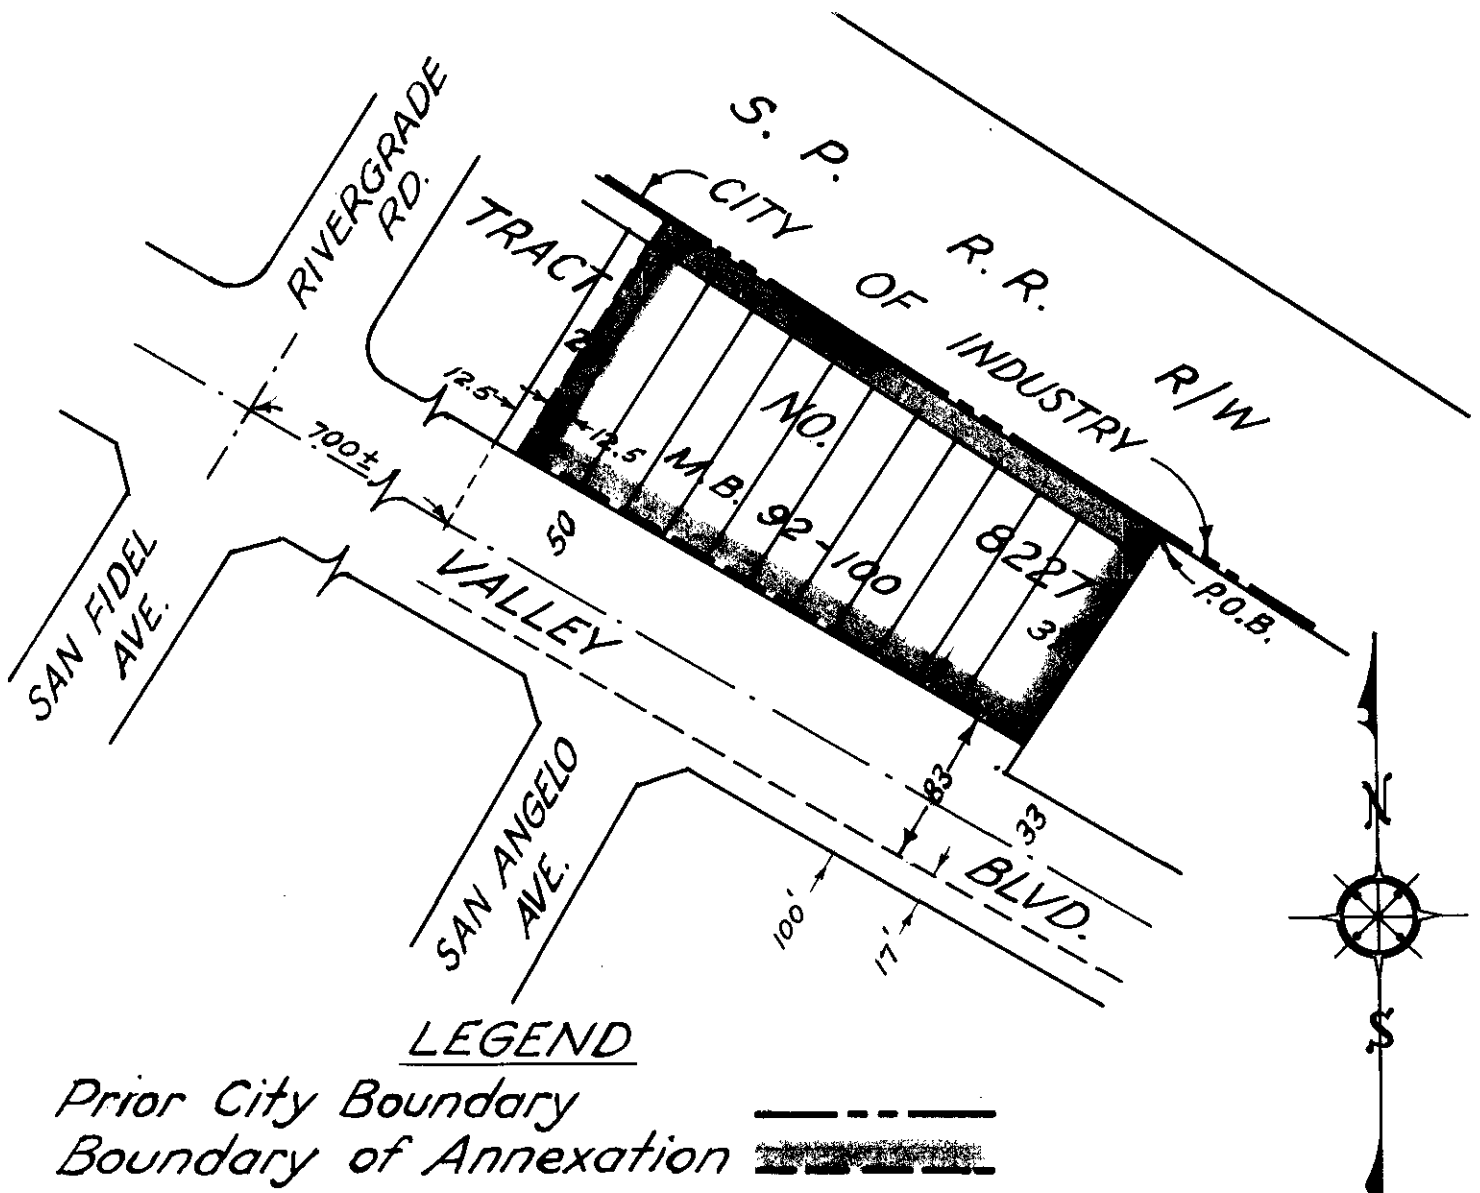 S. P.
R. R.
R/W
CITY
OF
INDUSTRY
RIVERGRADE
RD.
TRACT
2
12.5
12.5
NO.
M.B. 92-100
8227
3
P.O.B.
700±
50
VALLEY
BLVD.
83
33
100'
17'
SAN FIDEL
AVE.
SAN ANGELO
AVE.
N
S
LEGEND
Prior City Boundary
Boundary of Annexation